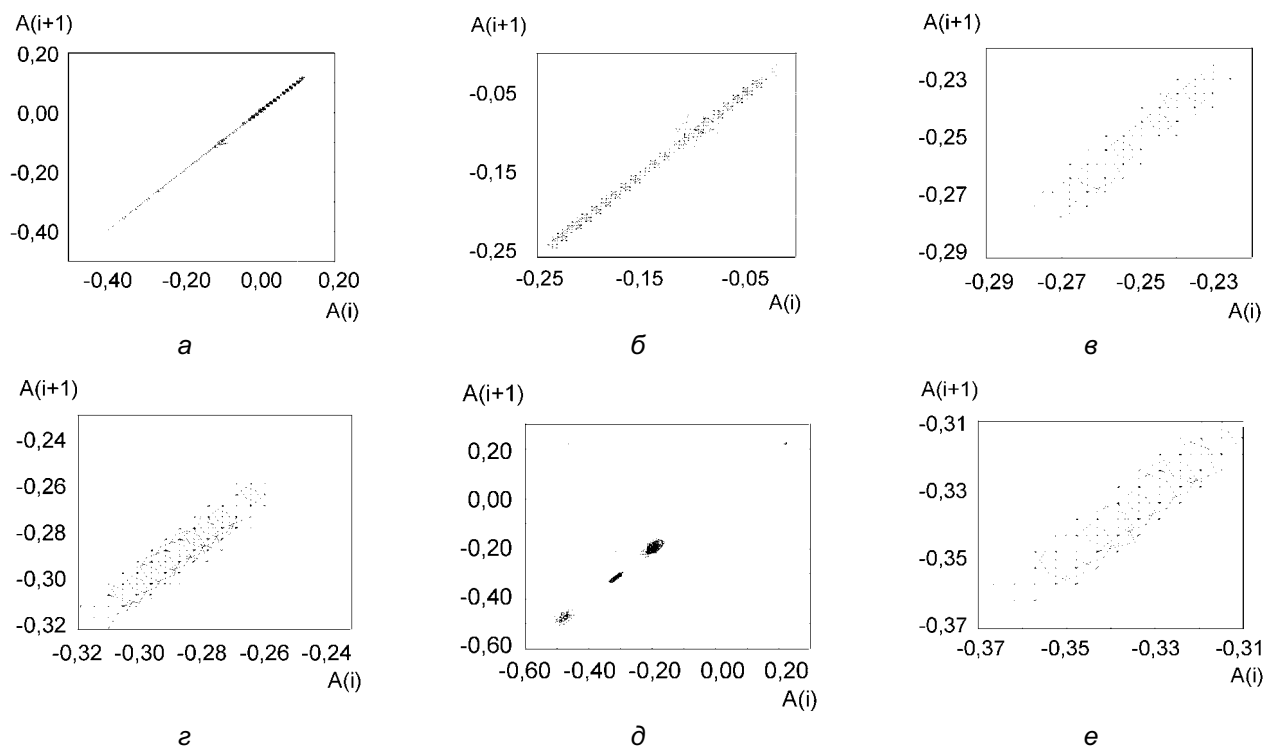 A(i+1)
0,20
0,00
-0,20
-0,40
-0,40 -0,20 0,00 0,20
A(i)
а
A(i+1)
-0,05
-0,15
-0,25
-0,25 -0,15 -0,05
A(i)
б
A(i+1)
-0,23
-0,25
-0,27
-0,29
-0,29 -0,27 -0,25 -0,23
A(i)
в
A(i+1)
-0,24
-0,26
-0,28
-0,30
-0,32
-0,32 -0,30 -0,28 -0,26 -0,24
A(i)
г
A(i+1)
0,20
0,00
-0,20
-0,40
-0,60
-0,60 -0,40 -0,20 0,00 0,20
A(i)
д
A(i+1)
-0,31
-0,33
-0,35
-0,37
-0,37 -0,35 -0,33 -0,31
A(i)
е